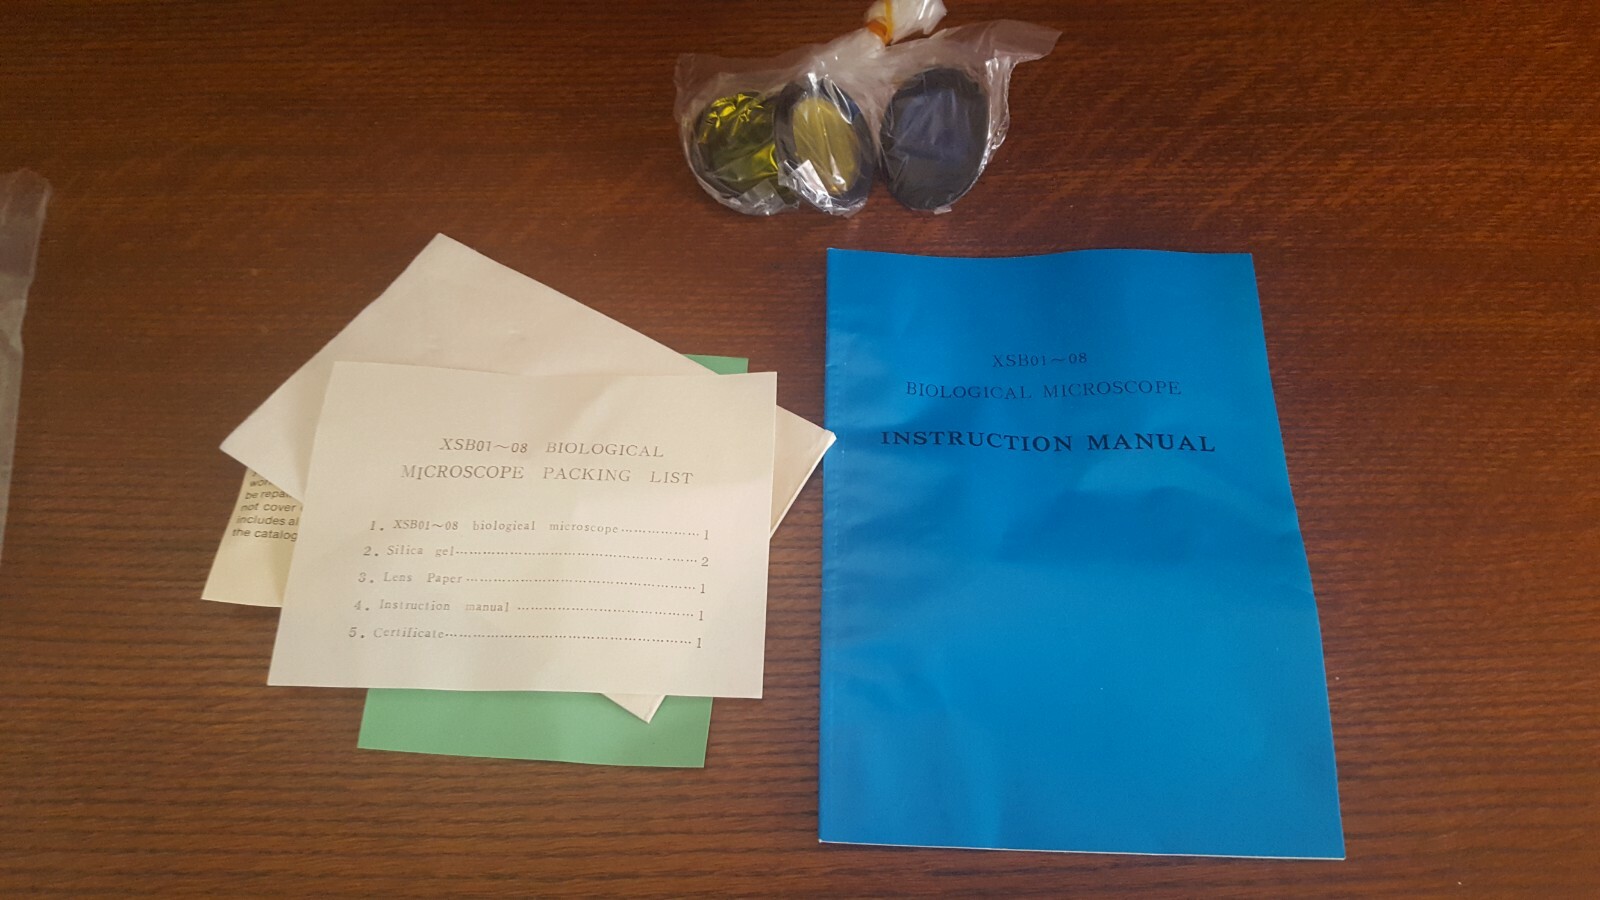 XSB01～08 BIOLOGICAL
MICROSCOPE PACKING LIST
1. XSB01～08 biological microscope ................ 1
2. Silica gel ................ 2
3. Lens Paper ................ 1
4. Instruction manual ................ 1
5. Certificate ................ 1
be repai
not cover
includes al
the catalog
XSB01～08
BIOLOGICAL MICROSCOPE
INSTRUCTION MANUAL